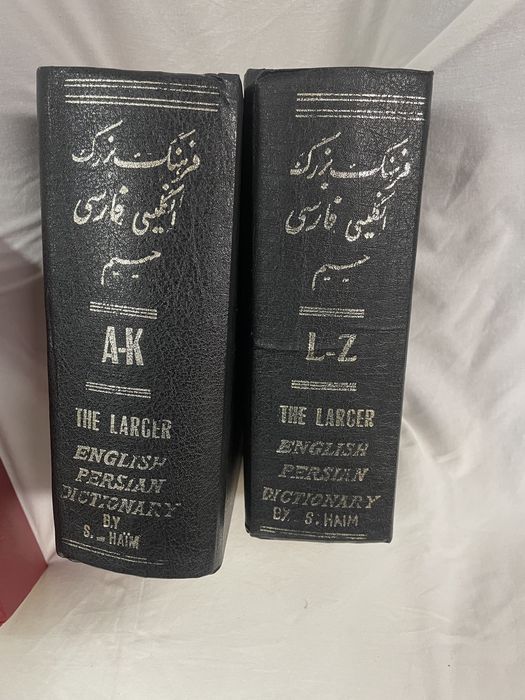 فرهنگ بزرگ
انگلیسی فارسی
حییم
A-K
THE LARGER
ENGLISH
PERSIAN
DICTIONARY
BY
S. HAIM
فرهنگ بزرگ
انگلیسی فارسی
حییم
L-Z
THE LARGER
ENGLISH
PERSIAN
DICTIONARY
BY. S. HAIM